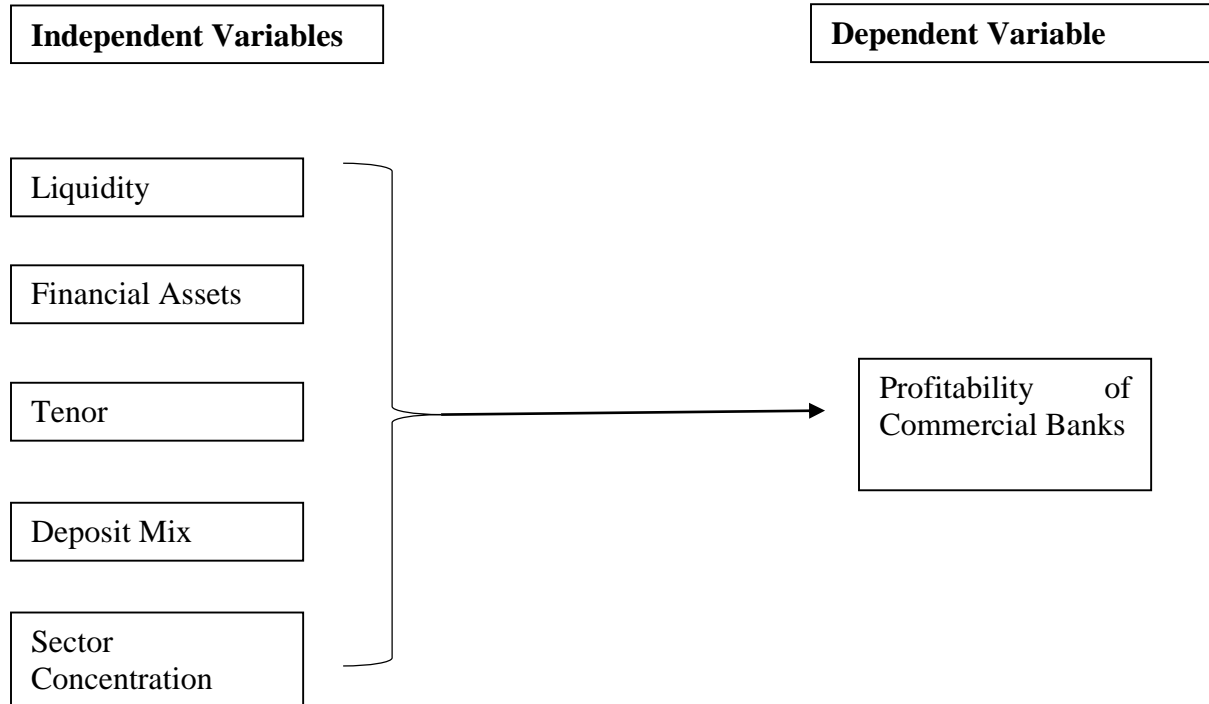 Independent Variables
Dependent Variable
Liquidity
Financial Assets
Tenor
Deposit Mix
Sector
Concentration
Profitability of
Commercial Banks